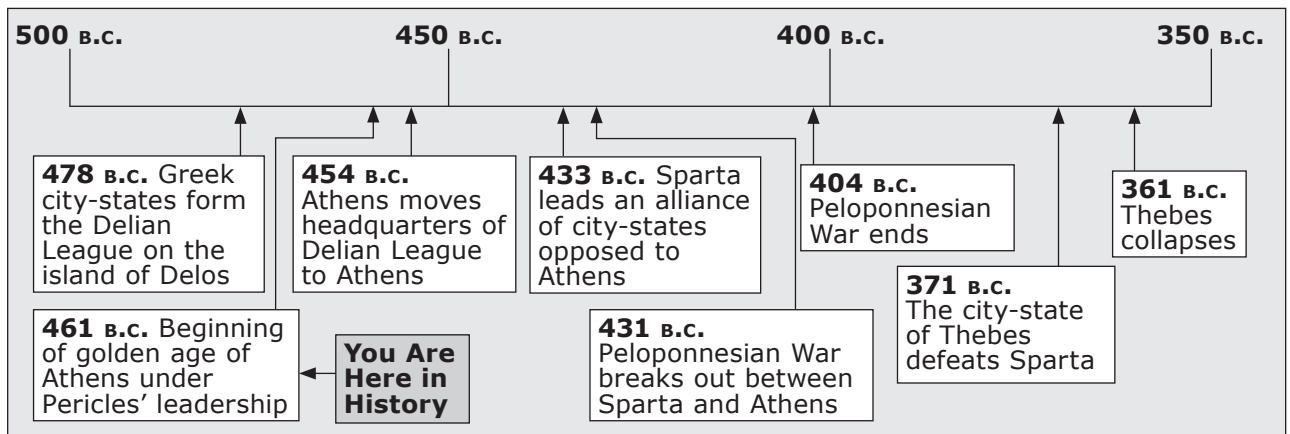 500 B.C. 450 B.C. 400 B.C. 350 B.C.
478 B.C. Greek
city-states form
the Delian
League on the
island of Delos
454 B.C.
Athens moves
headquarters of
Delian League
to Athens
433 B.C. Sparta
leads an alliance
of city-states
opposed to
Athens
404 B.C.
Peloponnesian
War ends
361 B.C.
Thebes
collapses
461 B.C. Beginning
of golden age of
Athens under
Pericles’ leadership
You Are
Here in
History
431 B.C.
Peloponnesian War
breaks out between
Sparta and Athens
371 B.C.
The city-state
of Thebes
defeats Sparta